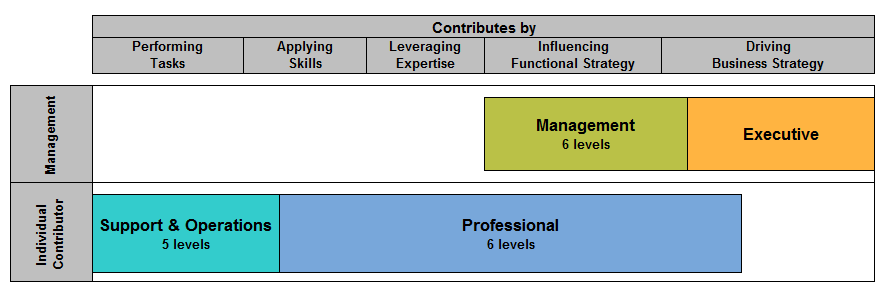 Contributes by
Performing
Tasks
Applying
Skills
Leveraging
Expertise
Influencing
Functional Strategy
Driving
Business Strategy
Management
Management
6 levels
Executive
Individual
Contributor
Support & Operations
5 levels
Professional
6 levels